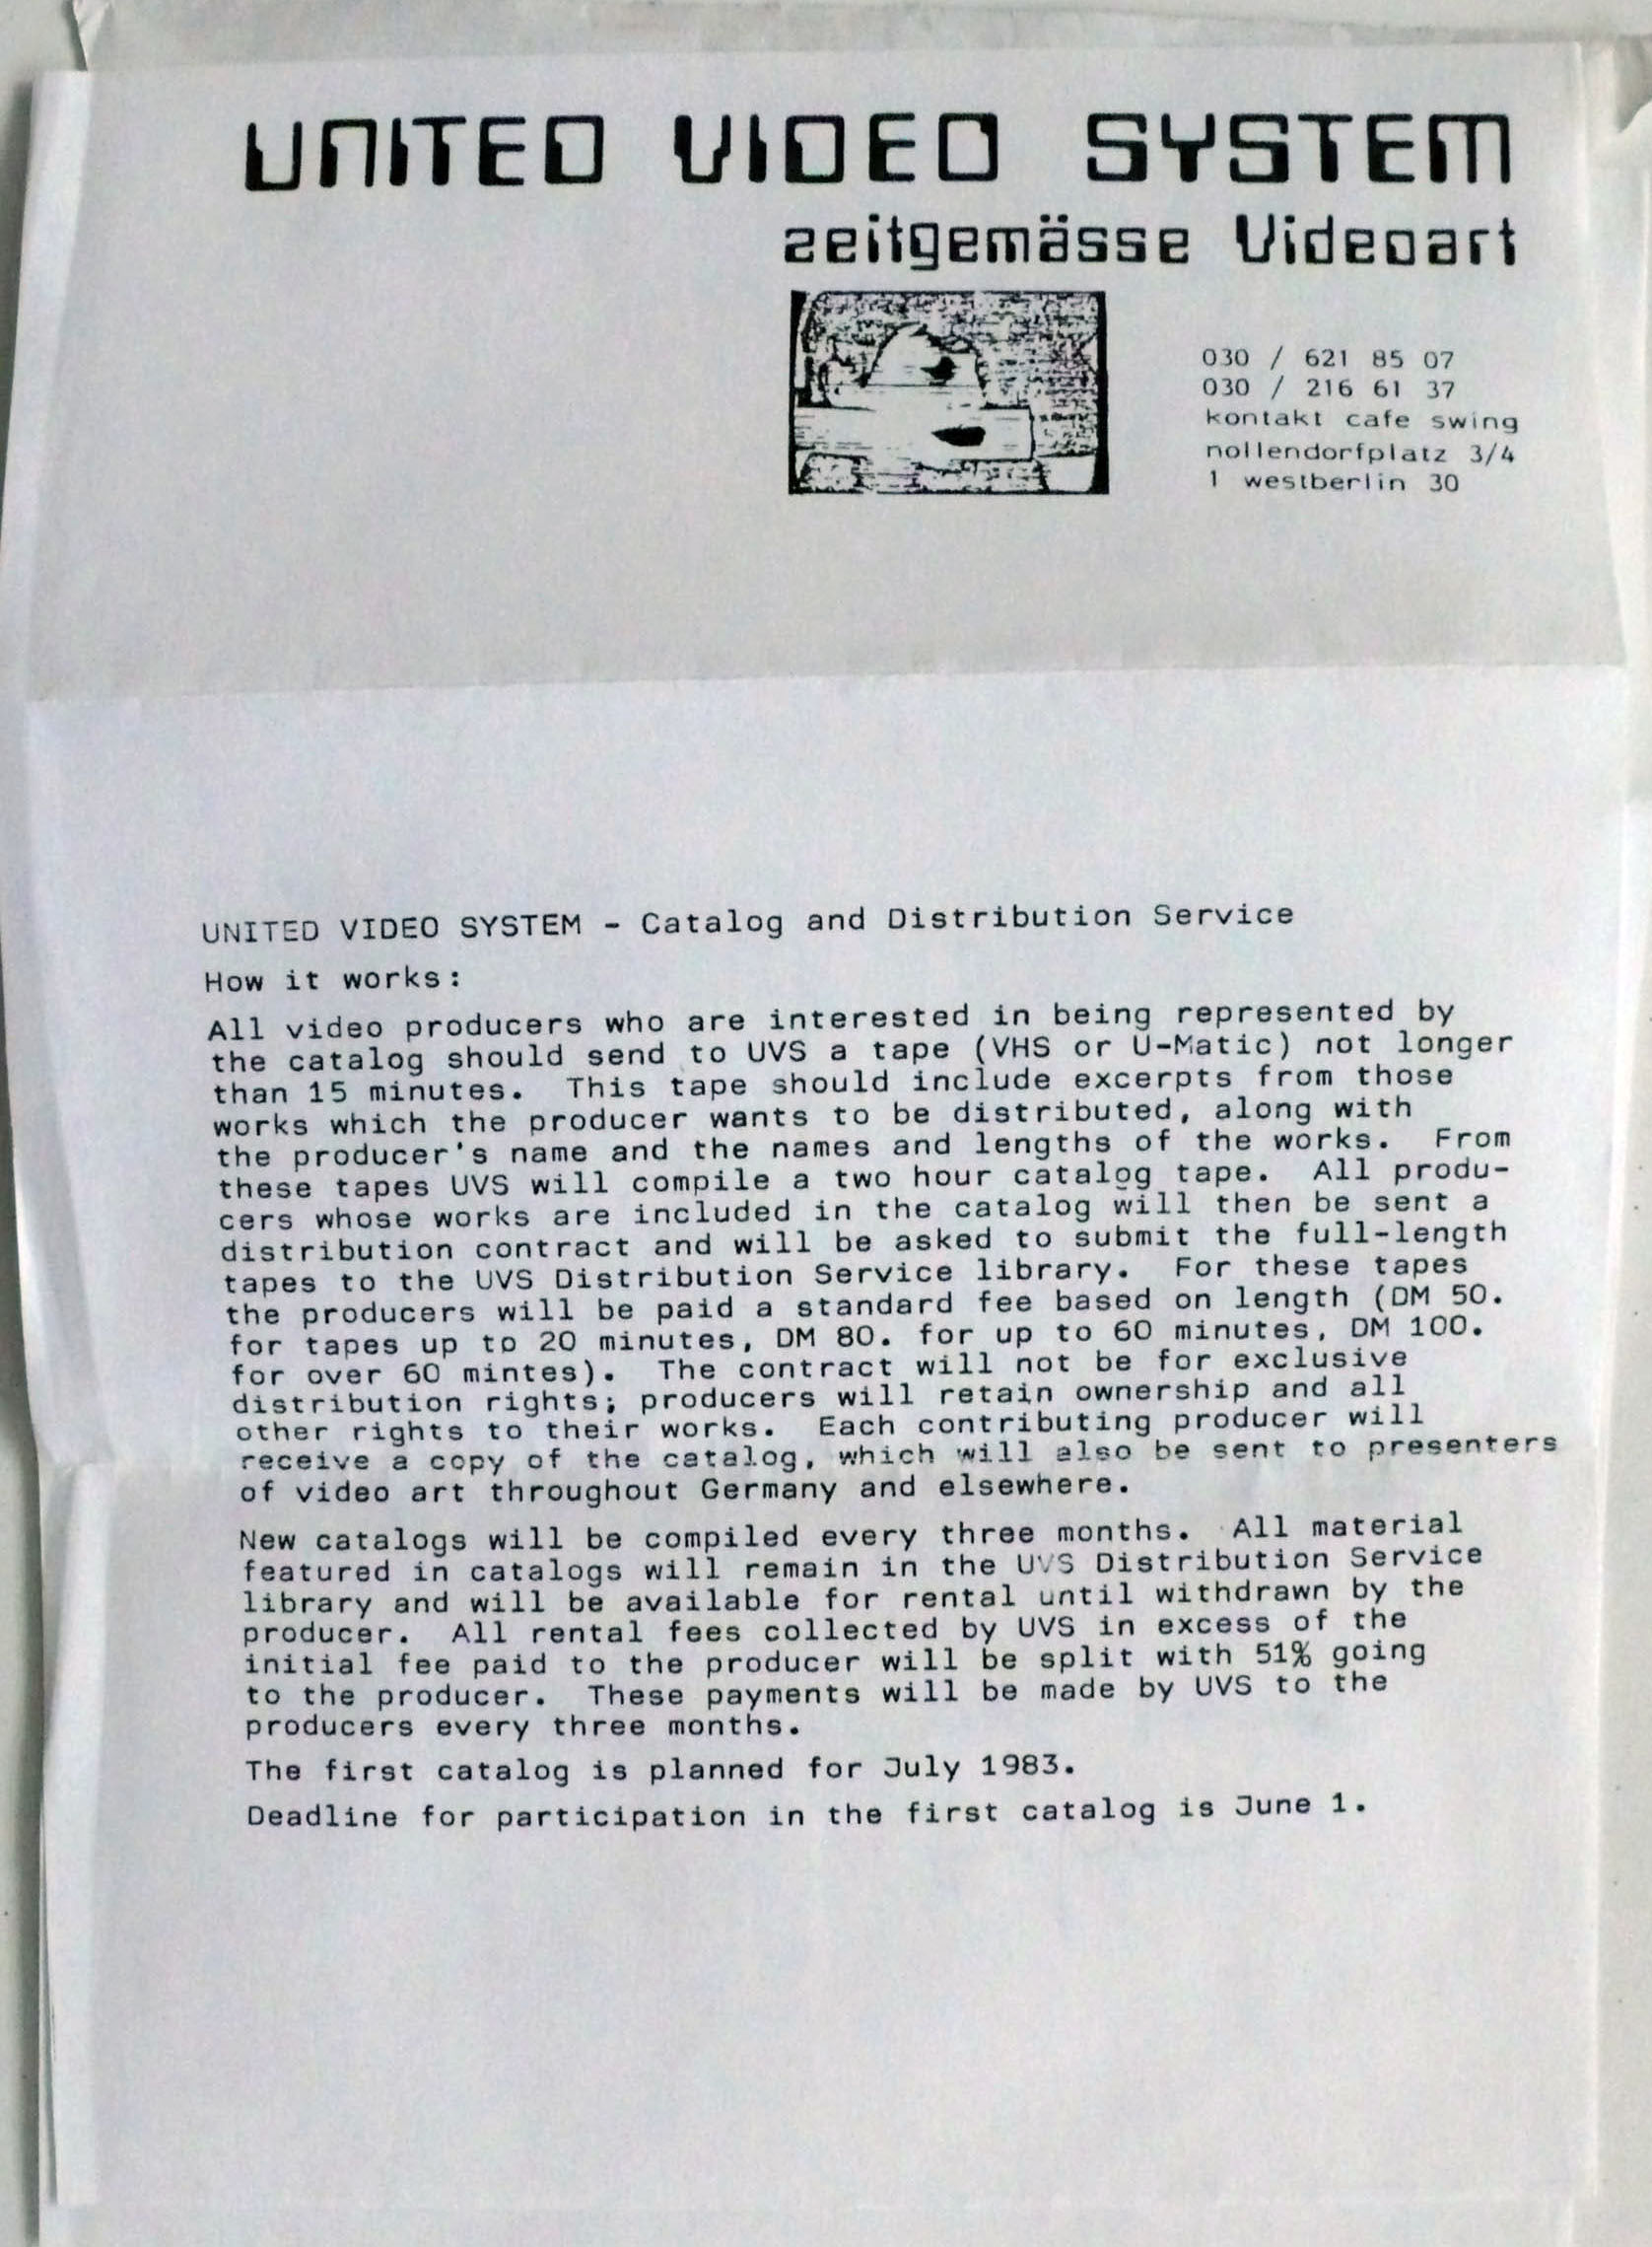 UNITED VIDEO SYSTEM
zeitgemässe Videoart
030 / 621 85 07
030 / 216 61 37
kontakt cafe swing
nollendorfplatz 3/4
1 westberlin 30
UNITED VIDEO SYSTEM - Catalog and Distribution Service
How it works:
All video producers who are interested in being represented by
the catalog should send to UVS a tape (VHS or U-Matic) not longer
than 15 minutes. This tape should include excerpts from those
works which the producer wants to be distributed, along with
the producer's name and the names and lengths of the works. From
these tapes UVS will compile a two hour catalog tape. All produ-
cers whose works are included in the catalog will then be sent a
distribution contract and will be asked to submit the full-length
tapes to the UVS Distribution Service library. For these tapes
the producers will be paid a standard fee based on length (DM 50.
for tapes up to 20 minutes, DM 80. for up to 60 minutes, DM 100.
for over 60 mintes). The contract will not be for exclusive
distribution rights; producers will retain ownership and all
other rights to their works. Each contributing producer will
receive a copy of the catalog, which will also be sent to presenters
of video art throughout Germany and elsewhere.
New catalogs will be compiled every three months. All material
featured in catalogs will remain in the UVS Distribution Service
library and will be available for rental until withdrawn by the
producer. All rental fees collected by UVS in excess of the
initial fee paid to the producer will be split with 51% going
to the producer. These payments will be made by UVS to the
producers every three months.
The first catalog is planned for July 1983.
Deadline for participation in the first catalog is June 1.